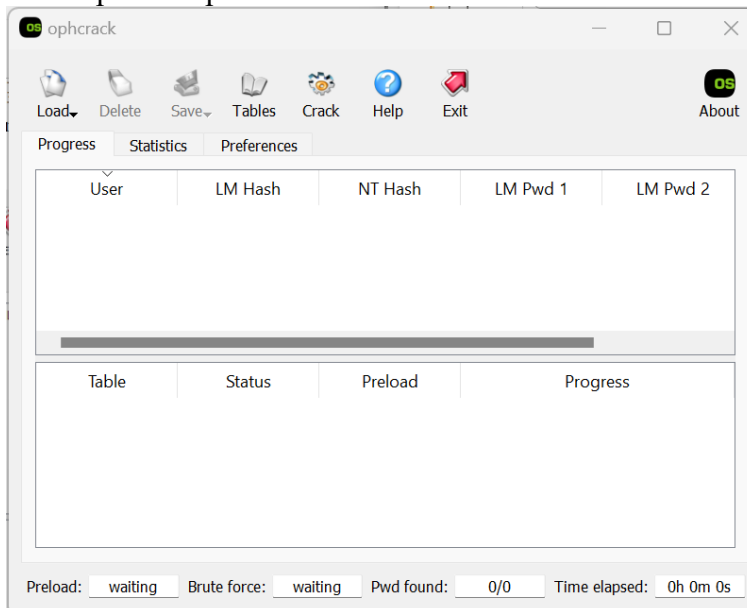 OS ophcrack
Load Delete Save Tables Crack Help Exit OS About
Progress Statistics Preferences
User LM Hash NT Hash LM Pwd 1 LM Pwd 2
Table Status Preload Progress
Preload: waiting Brute force: waiting Pwd found: 0/0 Time elapsed: 0h 0m 0s